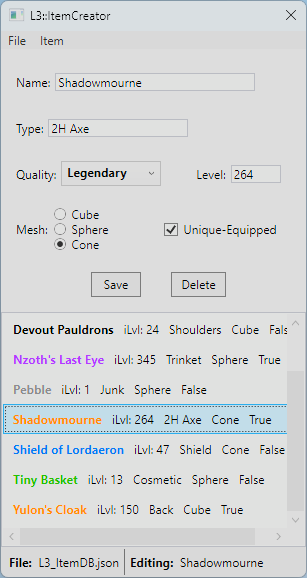 L3::ItemCreator
File Item
Name: Shadowmourne
Type: 2H Axe
Quality: Legendary Level: 264
Cube
Mesh: Sphere Unique-Equipped
Cone
Save Delete
Devout Pauldrons iLvl: 24 Shoulders Cube Fals
Nzoth's Last Eye iLvl: 345 Trinket Sphere True
Pebble iLvl: 1 Junk Sphere False
Shadowmourne iLvl: 264 2H Axe Cone True
Shield of Lordaeron iLvl: 47 Shield Cone False
Tiny Basket iLvl: 13 Cosmetic Sphere False
Yulon's Cloak iLvl: 150 Back Cube True
File: L3_ItemDB.json Editing: Shadowmourne